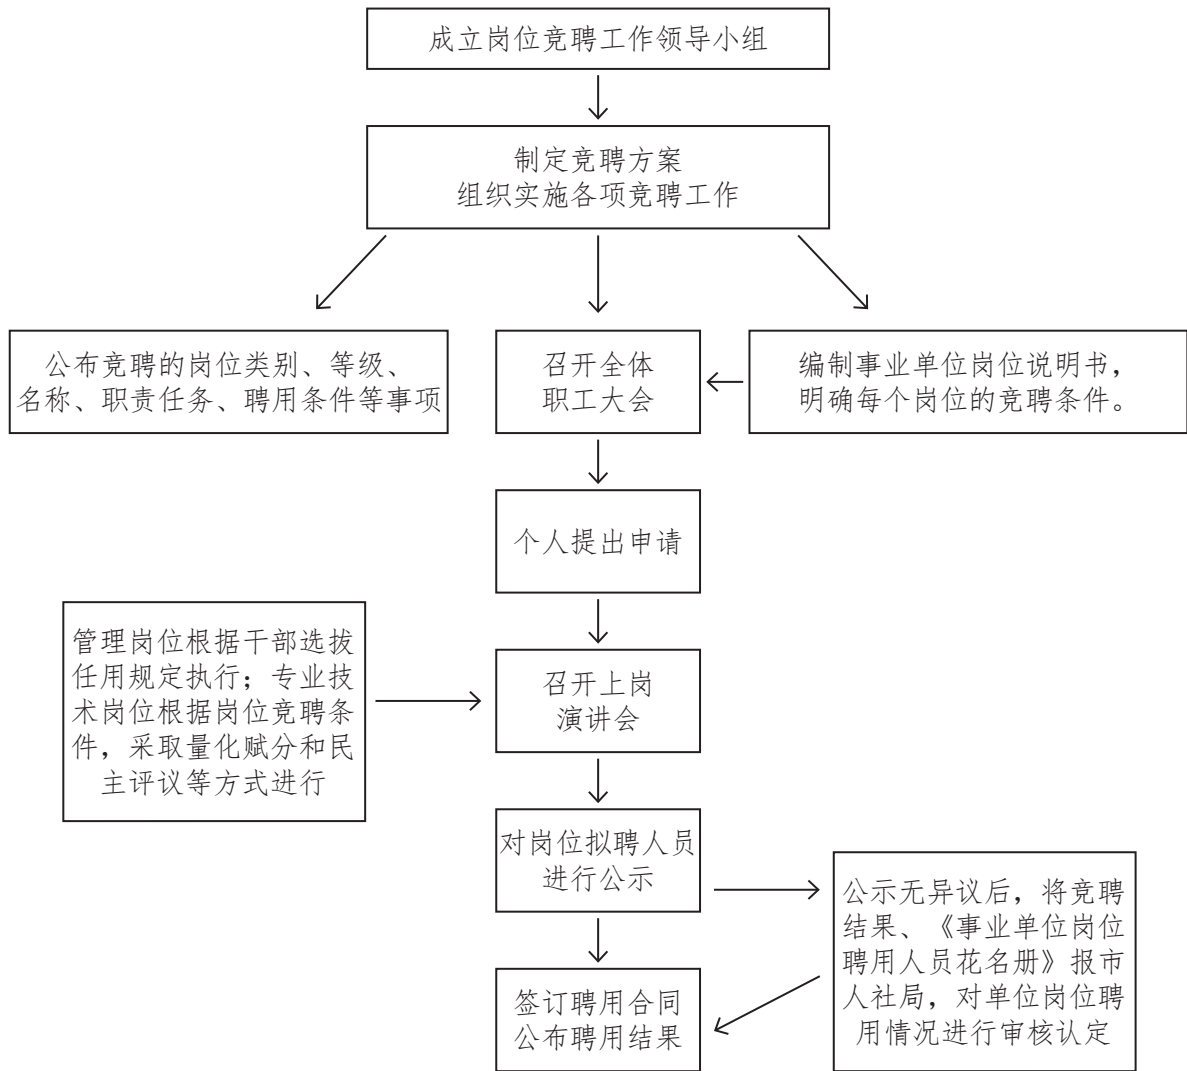 成立岗位竞聘工作领导小组
制定竞聘方案
组织实施各项竞聘工作
公布竞聘的岗位类别、等级、
名称、职责任务、聘用条件等事项
召开全体
职工大会
编制事业单位岗位说明书，
明确每个岗位的竞聘条件。
个人提出申请
管理岗位根据干部选拔
任用规定执行；专业技
术岗位根据岗位竞聘条
件，采取量化赋分和民
主评议等方式进行
召开上岗
演讲会
对岗位拟聘人员
进行公示
公示无异议后，将竞聘
结果、《事业单位岗位
聘用人员花名册》报市
人社局，对单位岗位聘
用情况进行审核认定
签订聘用合同
公布聘用结果